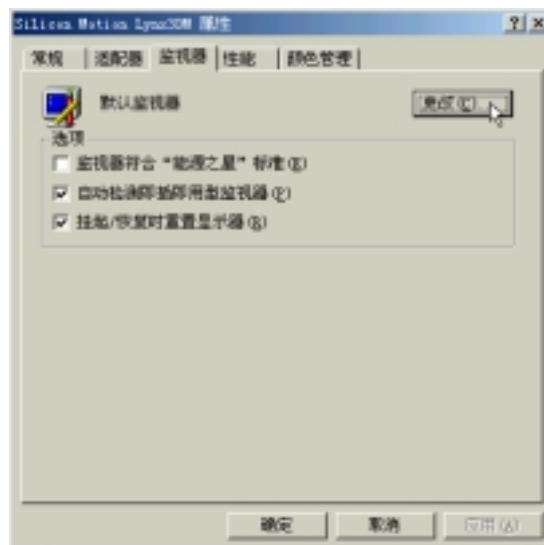 Silicon Motion Lynx3DM 属性
常规 适配器 监视器 性能 颜色管理
默认监视器 更改(C)...
选项
监视器符合“能源之星”标准(E)
自动检测即插即用型监视器(P)
挂起/恢复时重置显示器(R)
确定 取消 应用(A)